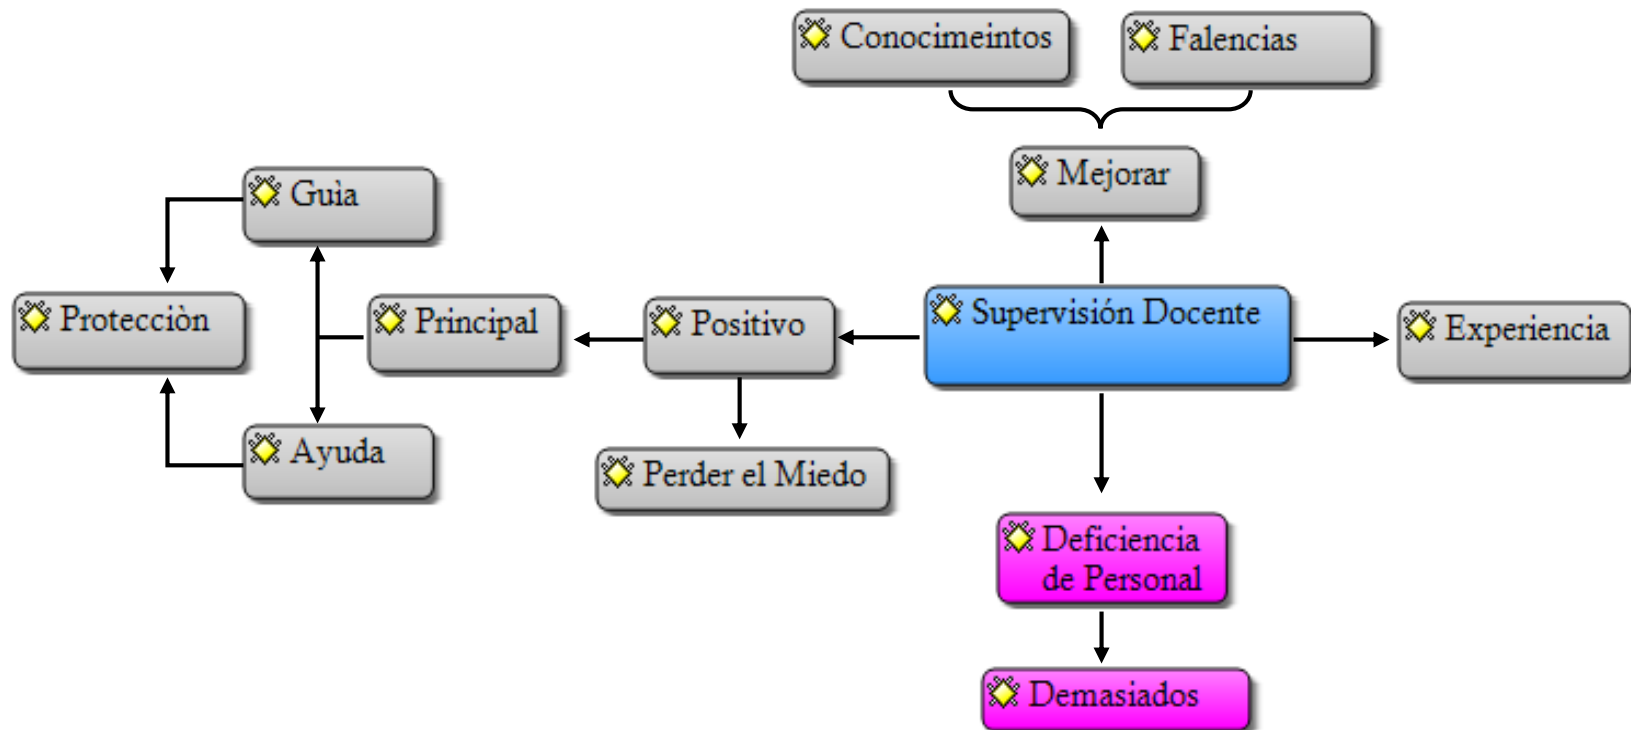 Conocimeintos
Falencias
Mejorar
Guìa
Protecciòn
Principal
Positivo
Supervisión Docente
Experiencia
Ayuda
Perder el Miedo
Deficiencia
de Personal
Demasiados